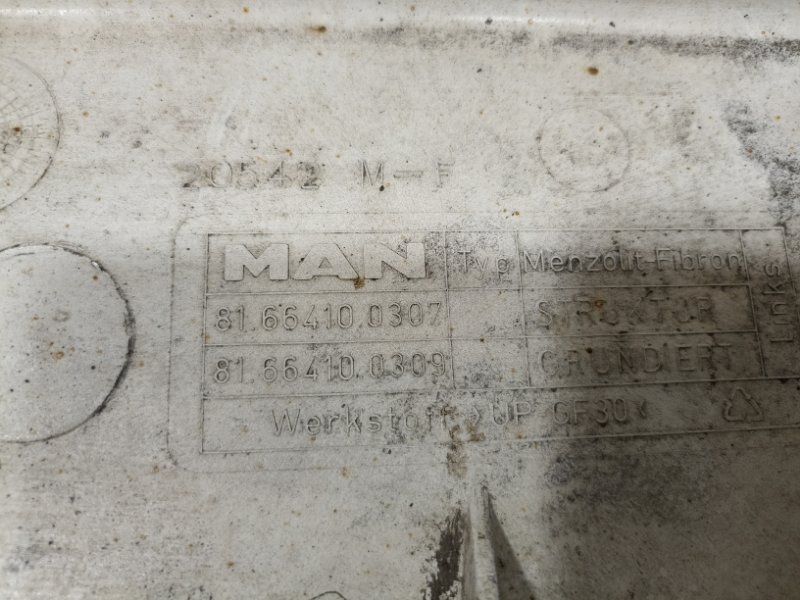 20542 M-F
MAN Typ Menzolit-Fibron
81.66410.0307 STRUKTUR
81.66410.0309 GRUNDIERT
Links
Werkstoff >UP GF30<